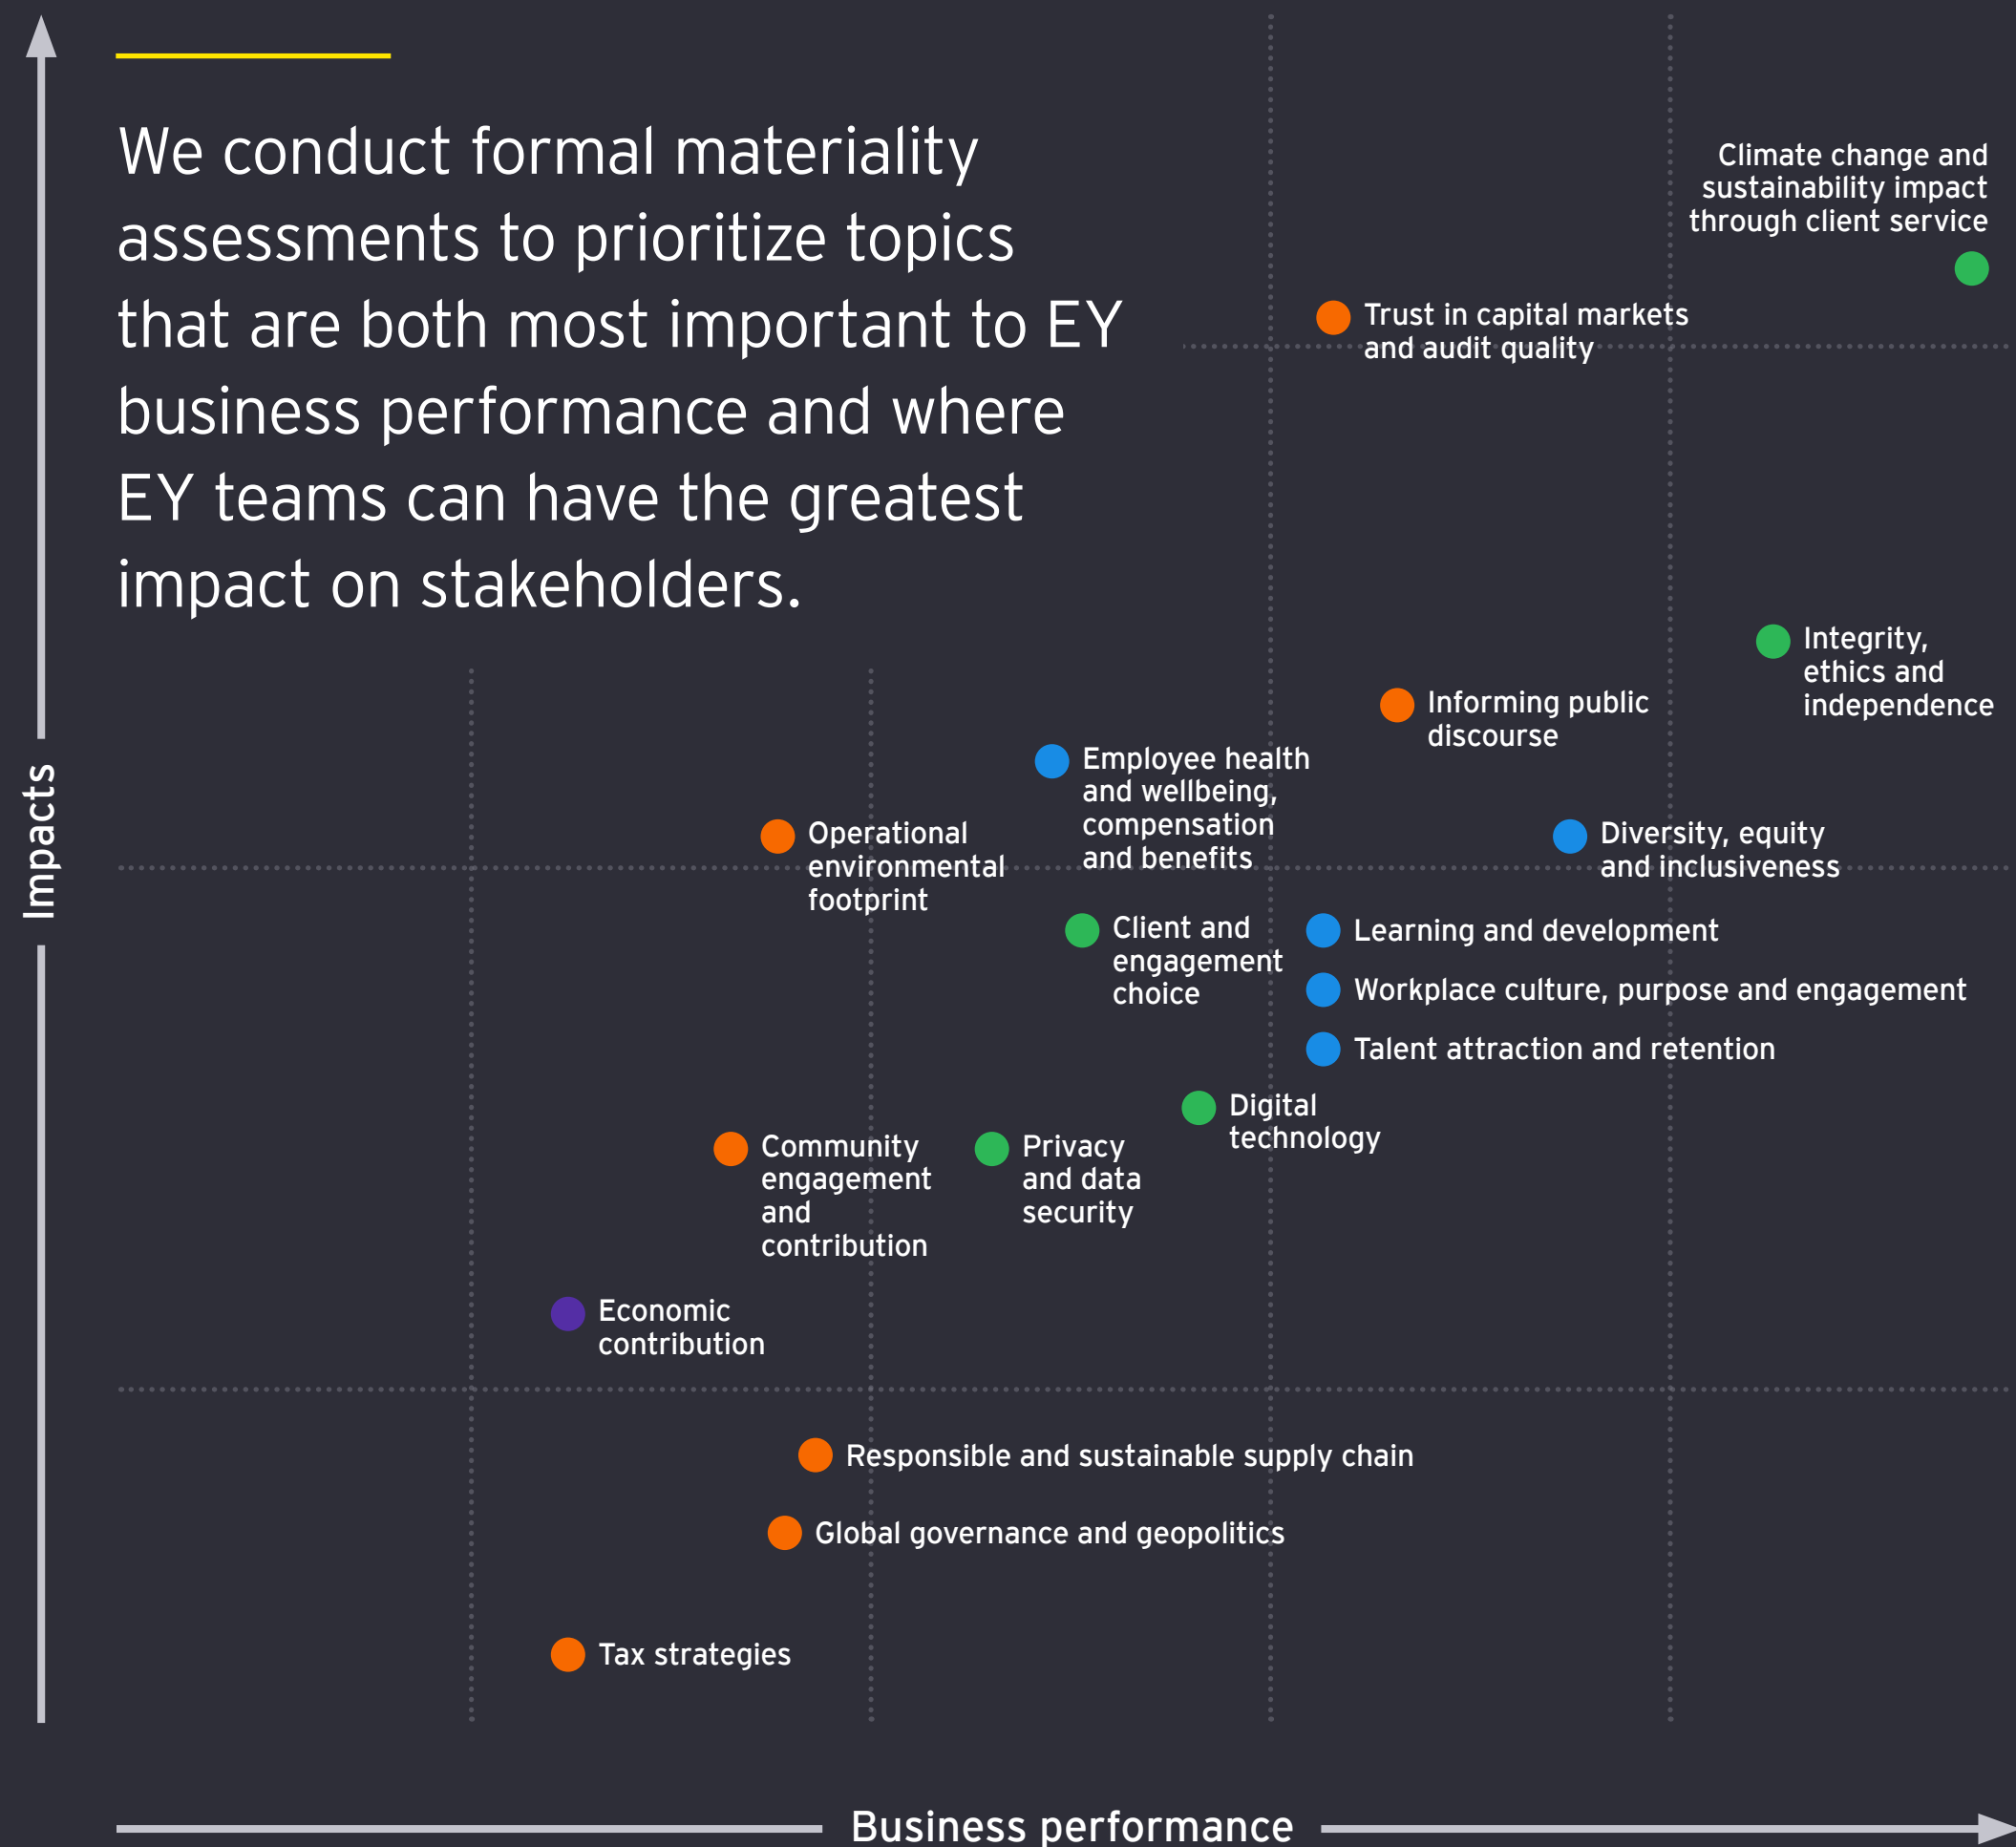 We conduct formal materiality
assessments to prioritize topics
that are both most important to EY
business performance and where
EY teams can have the greatest
impact on stakeholders.
Climate change and
sustainability impact
through client service
Trust in capital markets
and audit quality
Integrity,
ethics and
independence
Informing public
discourse
Employee health
and wellbeing,
compensation
and benefits
Operational
environmental
footprint
Diversity, equity
and inclusiveness
Client and
engagement
choice
Learning and development
Workplace culture, purpose and engagement
Talent attraction and retention
Digital
technology
Community
engagement
and
contribution
Privacy
and data
security
Economic
contribution
Responsible and sustainable supply chain
Global governance and geopolitics
Tax strategies
Impacts
Business performance